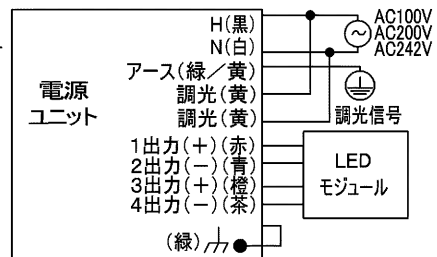 H(黒)
N(白)
アース(緑／黄)
調光(黄)
調光(黄)
1出力(＋)(赤)
2出力(－)(青)
3出力(＋)(橙)
4出力(－)(茶)
(緑)
電源
ユニット
AC100V
AC200V
AC242V
調光信号
LED
モジュール